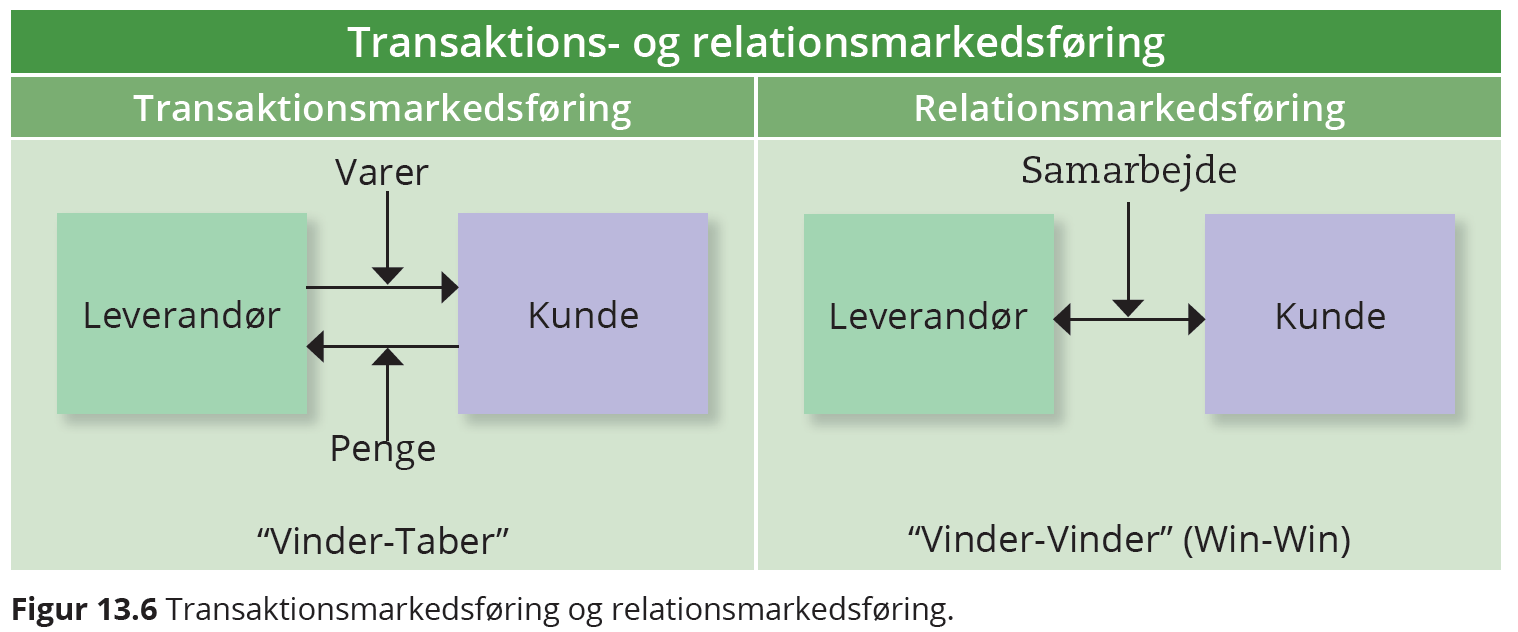 Transaktions- og relationsmarkedsføring
Transaktionsmarkedsføring
Varer
Leverandør
Kunde
Penge
“Vinder-Taber”
Relationsmarkedsføring
Samarbejde
Leverandør
Kunde
“Vinder-Vinder” (Win-Win)
Figur 13.6 Transaktionsmarkedsføring og relationsmarkedsføring.